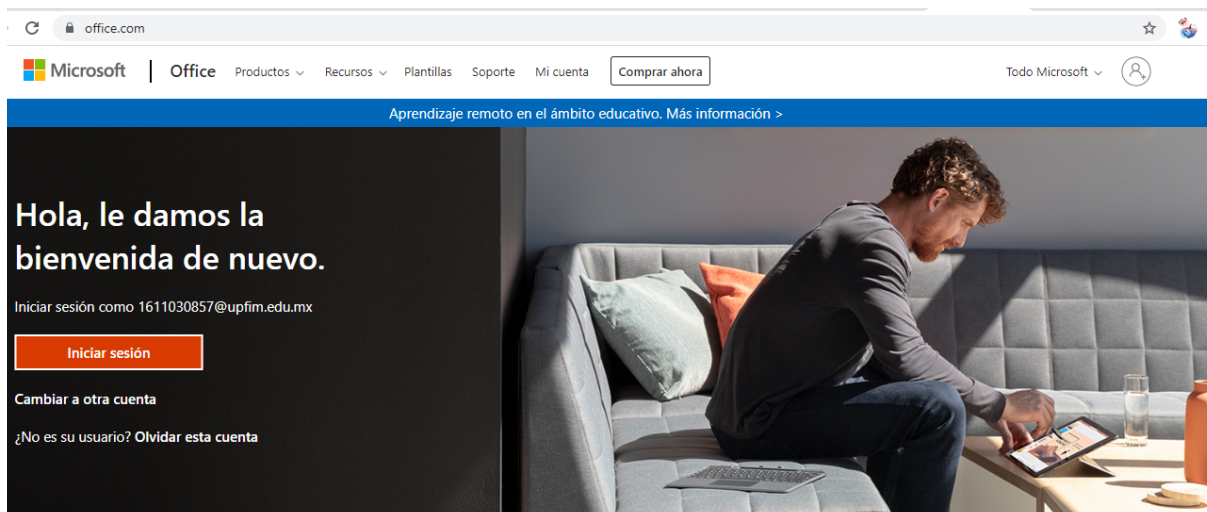 office.com
Microsoft | Office Productos Recursos Plantillas Soporte Mi cuenta Comprar ahora Todo Microsoft
Aprendizaje remoto en el ámbito educativo. Más información >
Hola, le damos la
bienvenida de nuevo.
Iniciar sesión como 1611030857@upfim.edu.mx
Iniciar sesión
Cambiar a otra cuenta
¿No es su usuario? Olvidar esta cuenta